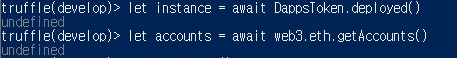 truffle(develop)> let instance = await DappsToken.deployed()
undefined
truffle(develop)> let accounts = await web3.eth.getAccounts()
undefined